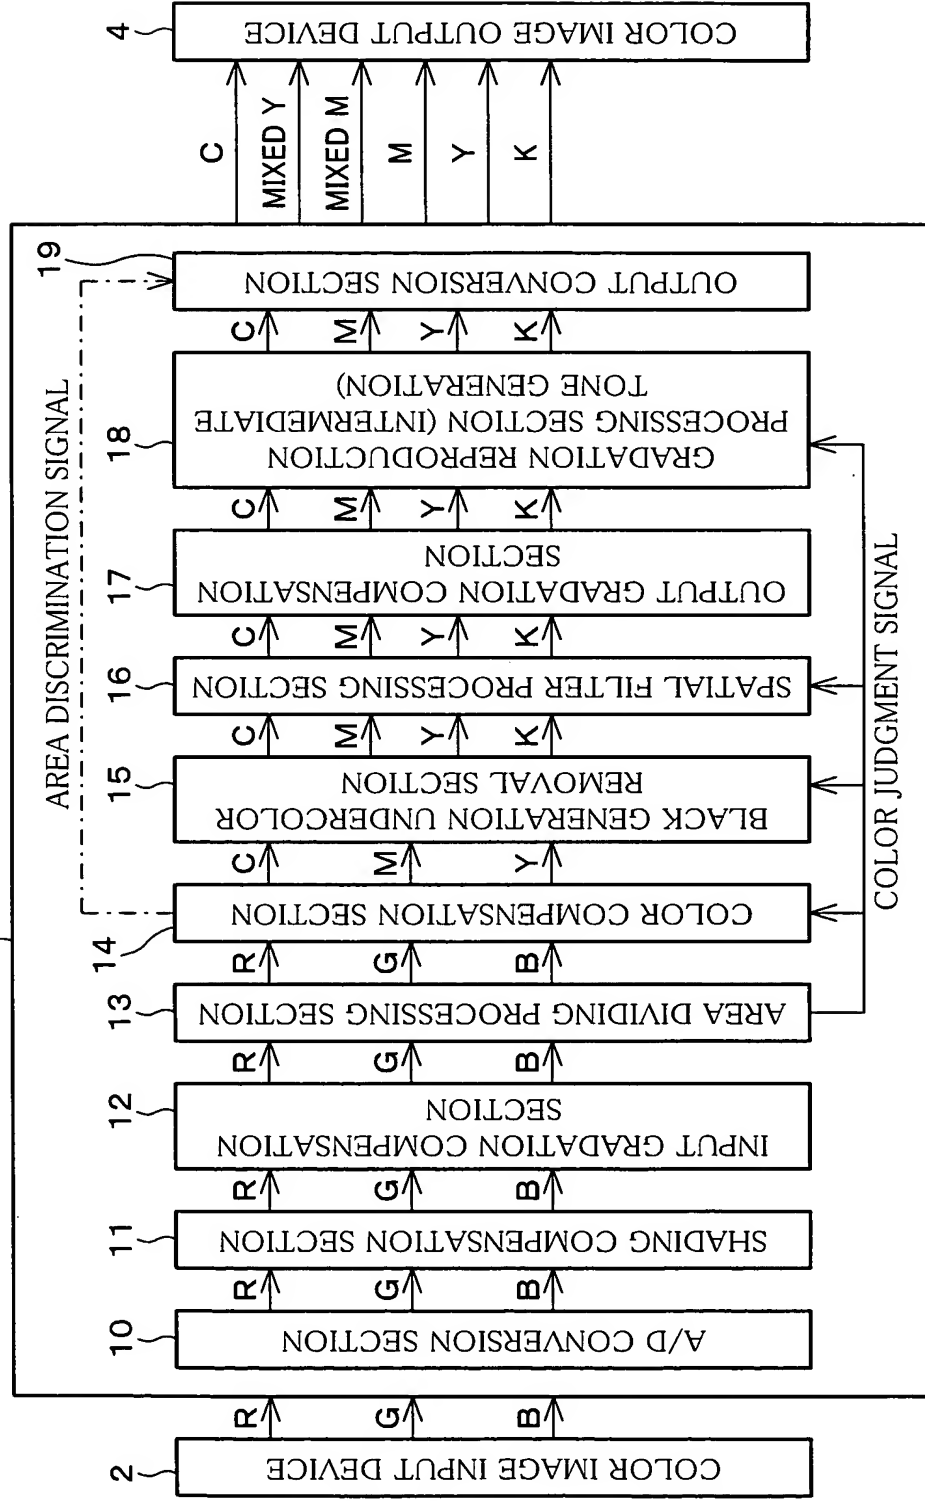 4
COLOR IMAGE OUTPUT DEVICE
C
MIXED Y
MIXED M
M
Y
K
19
OUTPUT CONVERSION SECTION
C
M
Y
K
AREA DISCRIMINATION SIGNAL
18
GRADATION REPRODUCTION
PROCESSING SECTION (INTERMEDIATE
TONE GENERATION)
C
M
Y
K
17
OUTPUT GRADATION COMPENSATION
SECTION
C
M
Y
K
16
SPATIAL FILTER PROCESSING SECTION
C
M
Y
K
15
BLACK GENERATION UNDERCOLOR
REMOVAL SECTION
COLOR JUDGMENT SIGNAL
C
M
Y
14
COLOR COMPENSATION SECTION
R
G
B
13
AREA DIVIDING PROCESSING SECTION
R
G
B
12
INPUT GRADATION COMPENSATION
SECTION
R
G
B
11
SHADING COMPENSATION SECTION
R
G
B
10
A/D CONVERSION SECTION
R
G
B
2
COLOR IMAGE INPUT DEVICE